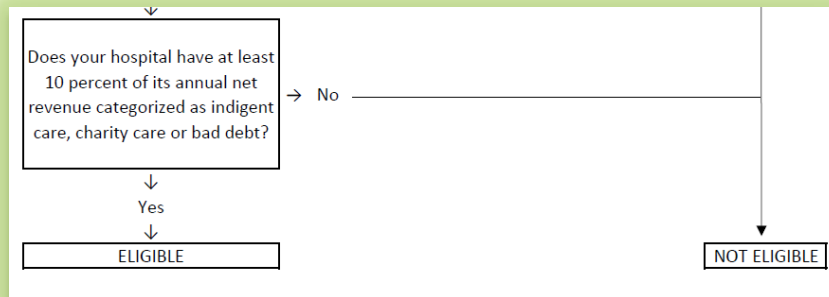 Does your hospital have at least
10 percent of its annual net
revenue categorized as indigent
care, charity care or bad debt?
→ No
Yes
ELIGIBLE
NOT ELIGIBLE